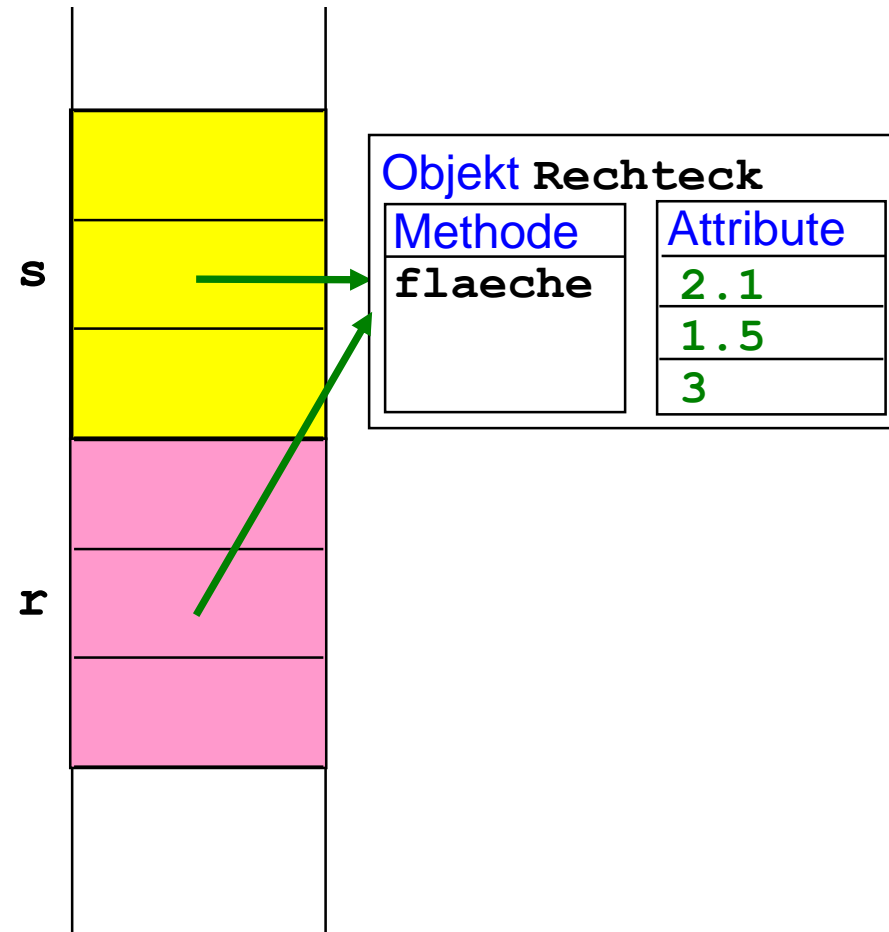 Objekt Rechteck
Methode
flaeche
Attribute
2.1
1.5
3
s
r